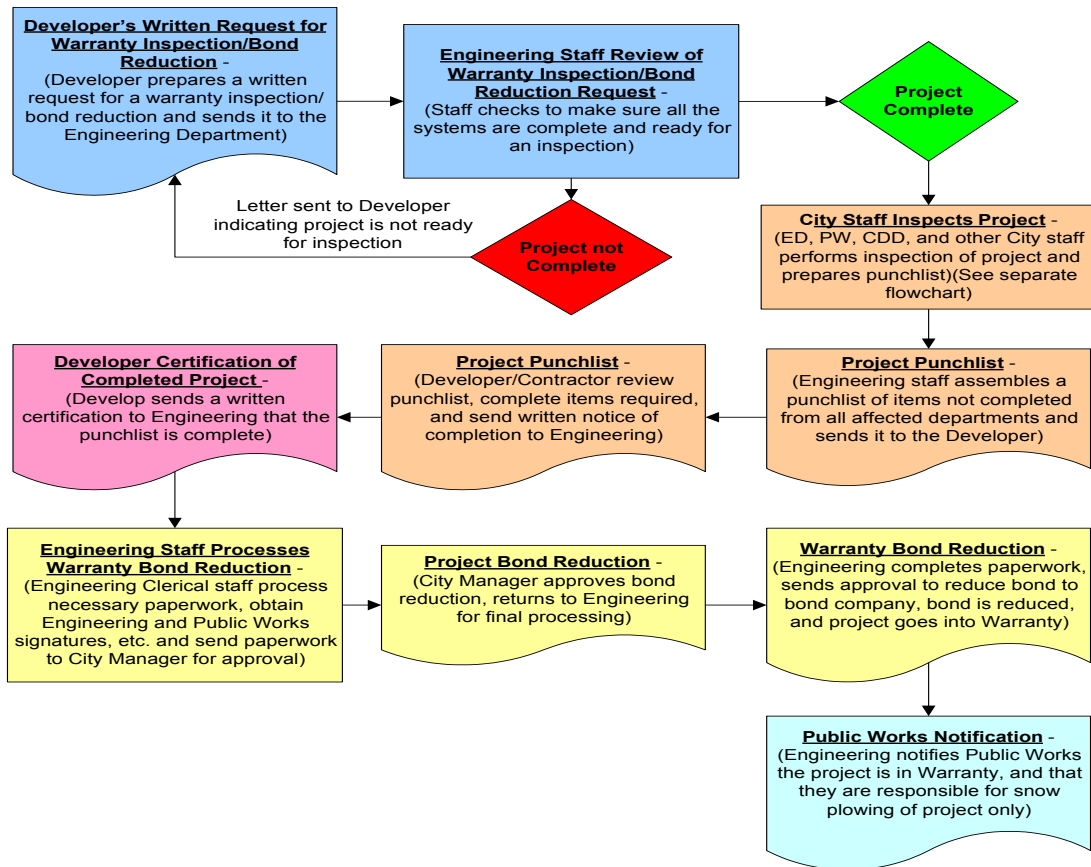 Developer's Written Request for
Warranty Inspection/Bond
Reduction -
(Developer prepares a written
request for a warranty inspection/
bond reduction and sends it to the
Engineering Department)
Engineering Staff Review of
Warranty Inspection/Bond
Reduction Request -
(Staff checks to make sure all the
systems are complete and ready for
an inspection)
Project
Complete
Letter sent to Developer
indicating project is not ready
for inspection
Project not
Complete
City Staff Inspects Project -
(ED, PW, CDD, and other City staff
performs inspection of project and
prepares punchlist)(See separate
flowchart)
Developer Certification of
Completed Project -
(Develop sends a written
certification to Engineering that the
punchlist is complete)
Project Punchlist -
(Developer/Contractor review
punchlist, complete items required,
and send written notice of
completion to Engineering)
Project Punchlist -
(Engineering staff assembles a
punchlist of items not completed
from all affected departments and
sends it to the Developer)
Engineering Staff Processes
Warranty Bond Reduction -
(Engineering Clerical staff process
necessary paperwork, obtain
Engineering and Public Works
signatures, etc. and send paperwork
to City Manager for approval)
Project Bond Reduction -
(City Manager approves bond
reduction, returns to Engineering
for final processing)
Warranty Bond Reduction -
(Engineering completes paperwork,
sends approval to reduce bond to
bond company, bond is reduced,
and project goes into Warranty)
Public Works Notification -
(Engineering notifies Public Works
the project is in Warranty, and that
they are responsible for snow
plowing of project only)